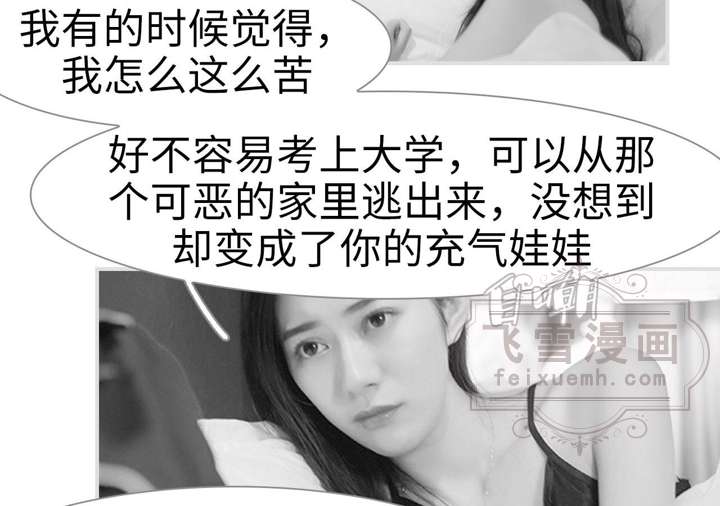 我有的时候觉得，
我怎么这么苦
好不容易考上大学，可以从那
个可恶的家里逃出来，没想到
却变成了你的充气娃娃
自嘲
飞雪漫画
feixuemh.com